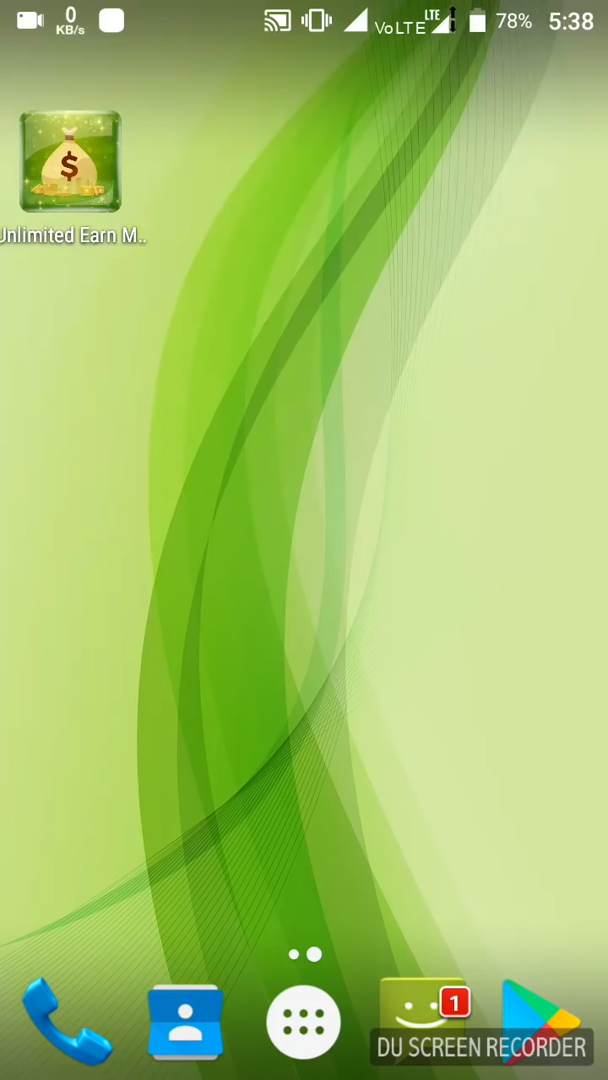 0
KB/s
VoLTE
LTE
78%
5:38
$
Unlimited Earn M..
1
DU SCREEN RECORDER